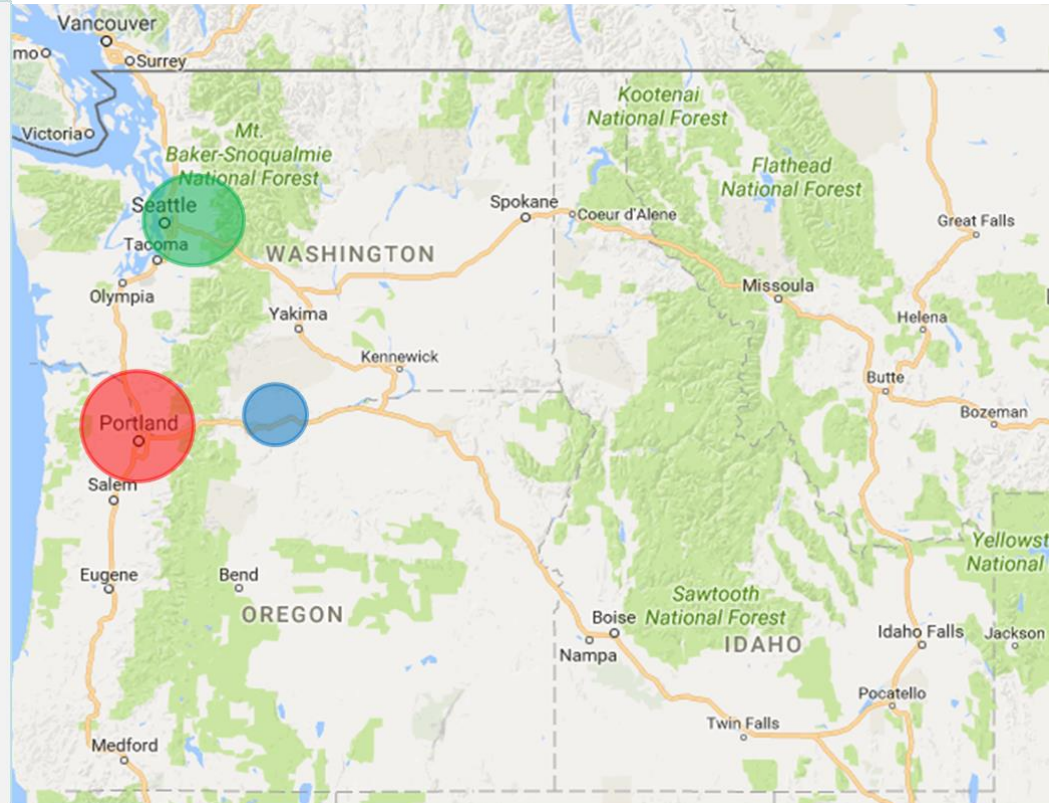 Vancouver
mo
Surrey
Victoria
Kootenai
National Forest
Mt.
Baker-Snoqualmie
National Forest
Flathead
National Forest
Seattle
Spokane
Coeur d'Alene
Great Falls
Tacoma
WASHINGTON
Olympia
Missoula
Yakima
Helena
Kennewick
Butte
Portland
Bozeman
Salem
Yellowst
National
Eugene
Bend
OREGON
Sawtooth
National Forest
Boise
IDAHO
Idaho Falls
Jackson
Nampa
Pocatello
Twin Falls
Medford